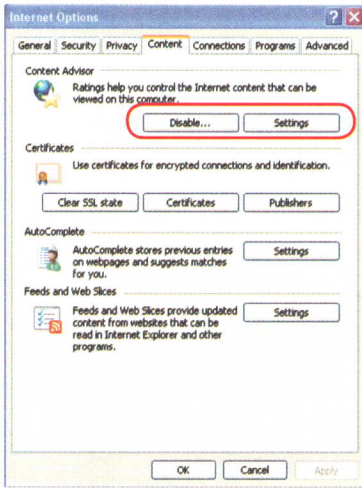 Internet Options
General Security Privacy Content Connections Programs Advanced
Content Advisor
Ratings help you control the Internet content that can be
viewed on this computer.
Disable... Settings
Certificates
Use certificates for encrypted connections and identification.
Clear SSL state Certificates Publishers
AutoComplete
AutoComplete stores previous entries
on webpages and suggests matches
for you.
Settings
Feeds and Web Slices
Feeds and Web Slices provide updated
content from websites that can be
read in Internet Explorer and other
programs.
Settings
OK Cancel Apply